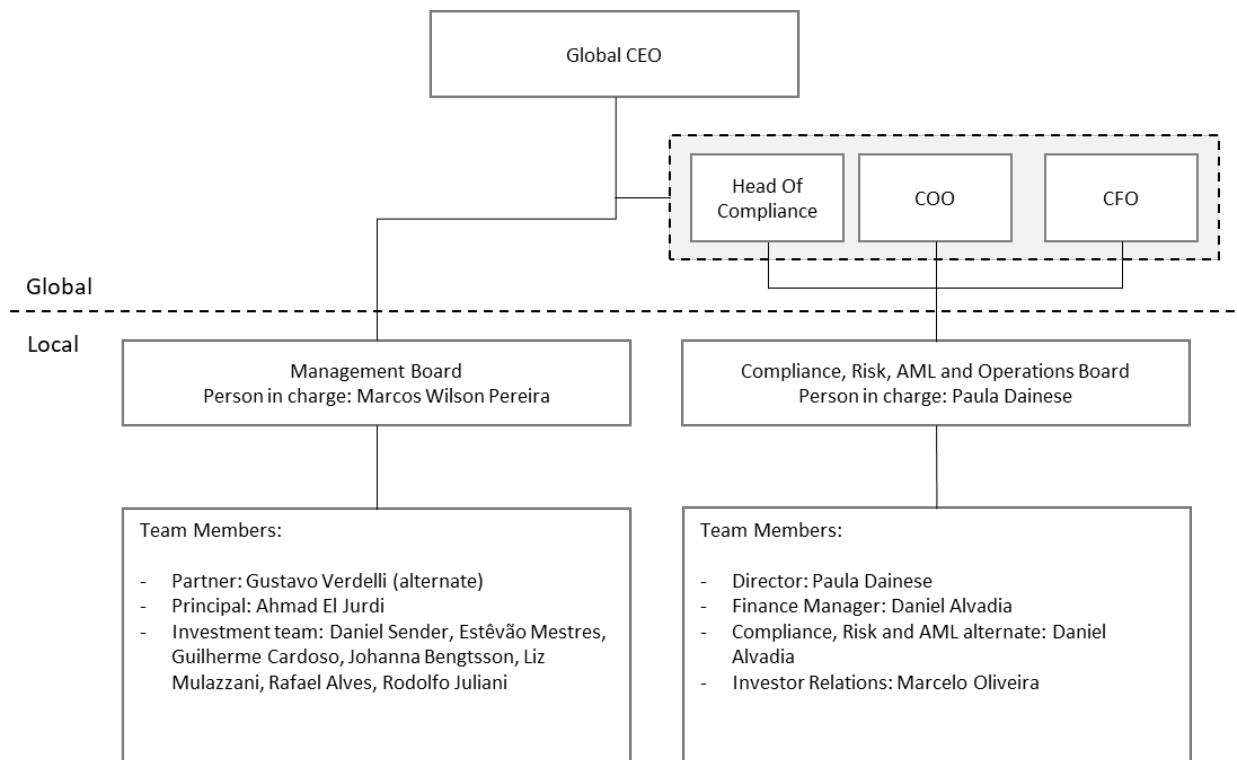 Global CEO
Head Of
Compliance
COO
CFO
Global
Local
Management Board
Person in charge: Marcos Wilson Pereira
Compliance, Risk, AML and Operations Board
Person in charge: Paula Dainese
Team Members:
- Partner: Gustavo Verdelli (alternate)
- Principal: Ahmad El Jurdi
- Investment team: Daniel Sender, Estêvão Mestres,
Guilherme Cardoso, Johanna Bengtsson, Liz
Mulazzani, Rafael Alves, Rodolfo Juliani
Team Members:
- Director: Paula Dainese
- Finance Manager: Daniel Alvadia
- Compliance, Risk and AML alternate: Daniel
Alvadia
- Investor Relations: Marcelo Oliveira